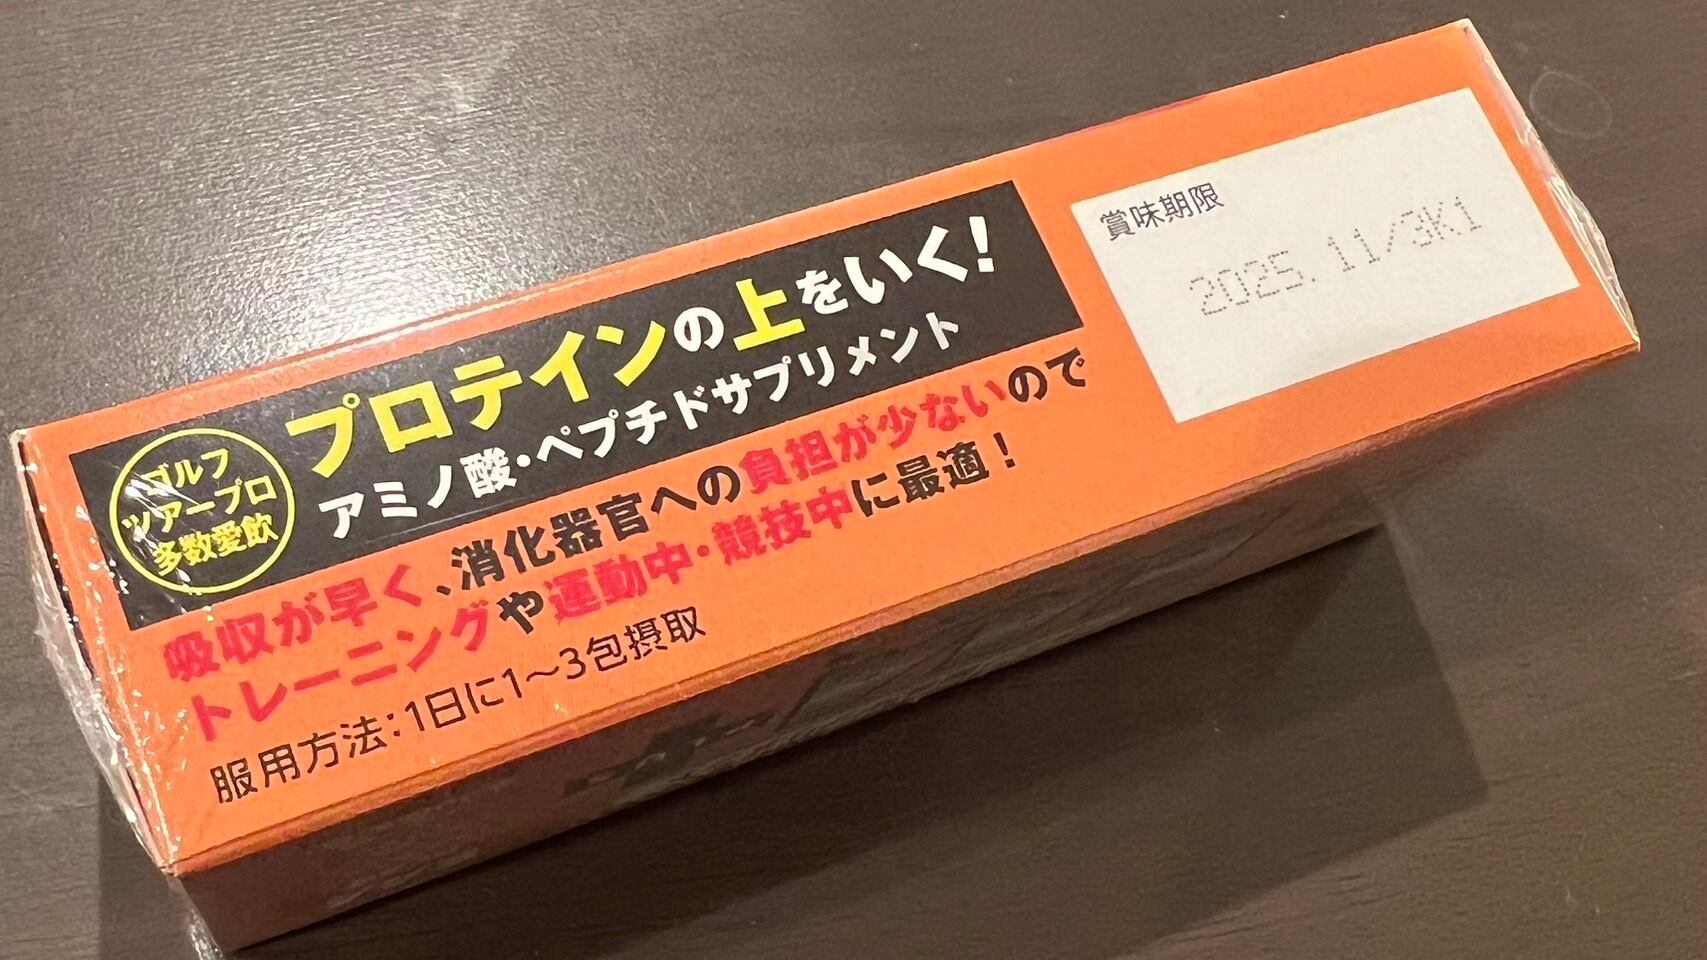 ゴルフ
ツアープロ
多数愛飲
プロテインの上をいく!
アミノ酸・ペプチドサプリメント
吸収が早く、消化器官への負担が少ないので
トレーニングや運動中・競技中に最適!
服用方法:1日に1〜3包摂取
賞味期限
2025.11/3K1